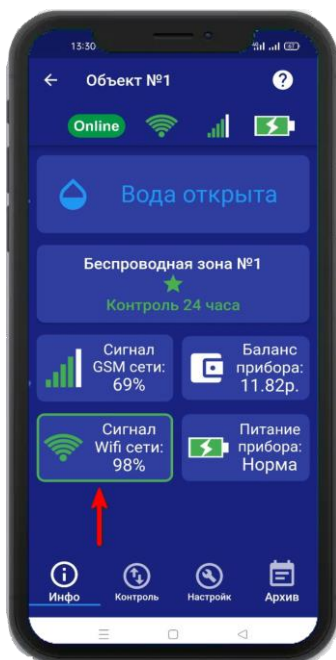 13:30
Объект №1
?
Online
Вода открыта
Беспроводная зона №1
Контроль 24 часа
Сигнал
GSM сети:
69%
Баланс
прибора:
11.82р.
Сигнал
Wifi сети:
98%
Питание
прибора:
Норма
Инфо
Контроль
Настройк
Архив